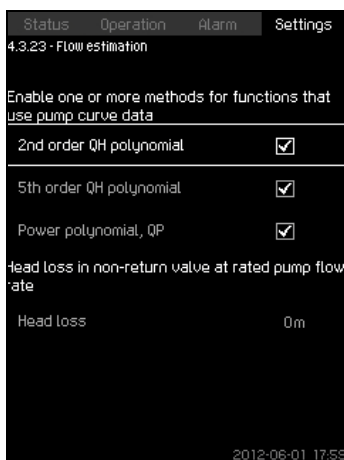 Status Operation Alarm Settings
4.3.23 - Flow estimation
Enable one or more methods for functions that
use pump curve data
2nd order QH polynomial
5th order QH polynomial
Power polynomial, QP
Head loss in non-return valve at rated pump flow
rate
Head loss 0m
2012-06-01 17:59